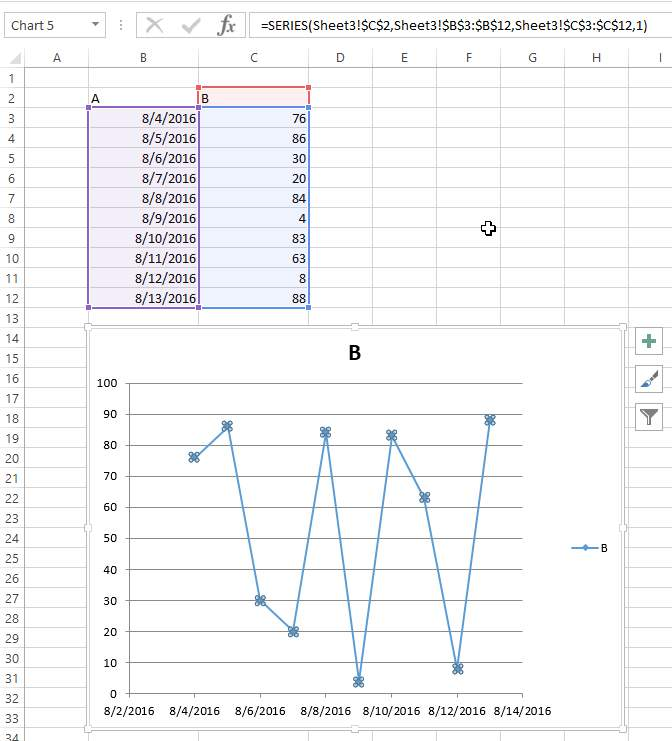 Chart 5 fx =SERIES(Sheet3!$C$2,Sheet3!$B$3:$B$12,Sheet3!$C$3:$C$12,1)
A B C D E F G H I
1
2 A B
3 8/4/2016 76
4 8/5/2016 86
5 8/6/2016 30
6 8/7/2016 20
7 8/8/2016 84
8 8/9/2016 4
9 8/10/2016 83
10 8/11/2016 63
11 8/12/2016 8
12 8/13/2016 88
13
14
15
16
17
18
19
20
21
22
23
24
25
26
27
28
29
30
31
32
33
34
B
100
90
80
70
60
50
40
30
20
10
0
8/2/2016 8/4/2016 8/6/2016 8/8/2016 8/10/2016 8/12/2016 8/14/2016
B